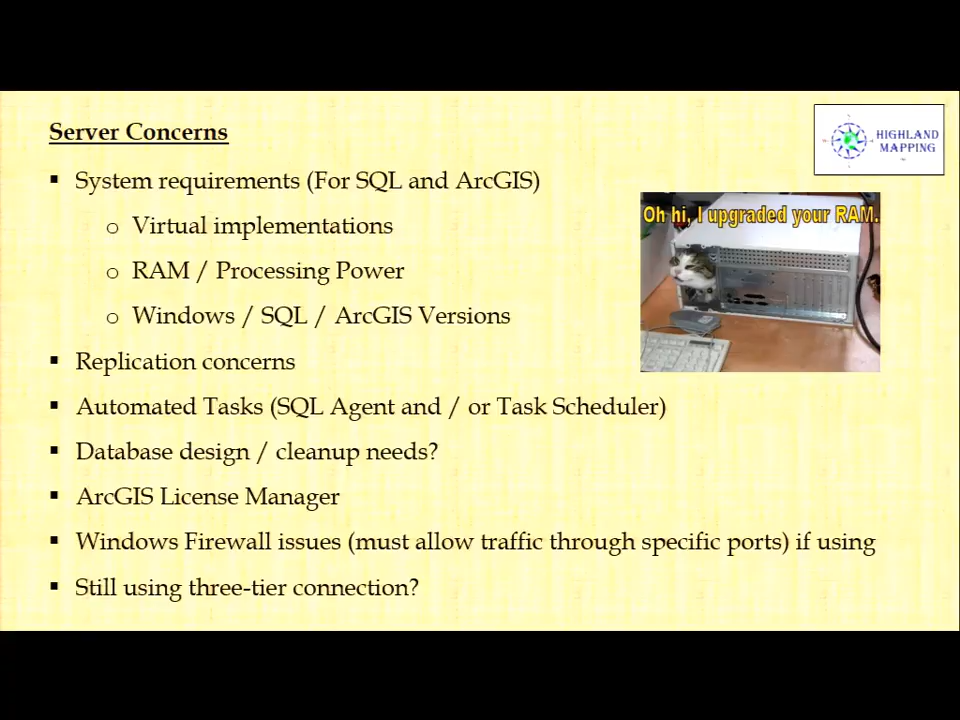 Server Concerns
HIGHLAND
MAPPING
▪ System requirements (For SQL and ArcGIS)
Oh hi, I upgraded your RAM.
o Virtual implementations
o RAM / Processing Power
o Windows / SQL / ArcGIS Versions
▪ Replication concerns
▪ Automated Tasks (SQL Agent and / or Task Scheduler)
▪ Database design / cleanup needs?
▪ ArcGIS License Manager
▪ Windows Firewall issues (must allow traffic through specific ports) if using
▪ Still using three-tier connection?